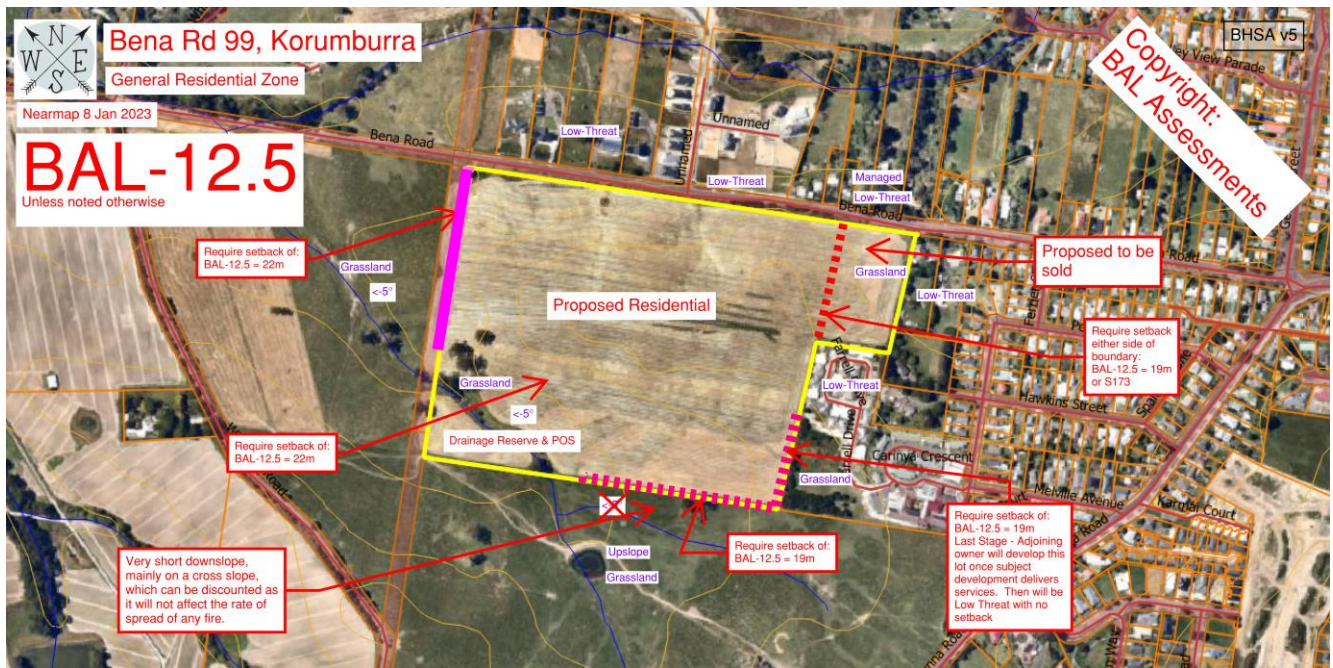 N
W E
S
Bena Rd 99, Korumburra
General Residential Zone
Nearmap 8 Jan 2023
BAL-12.5
Unless noted otherwise
BHSA v5
Copyright:
BAL Assessments
Bena Road
Low-Threat
Unnamed
Unnamed
Low-Threat
Managed
Low-Threat
Bena Road
Road
Require setback of:
BAL-12.5 = 22m
Grassland
<-5°
Proposed Residential
Grassland
Proposed to be
sold
Low-Threat
Require setback
either side of
boundary:
BAL-12.5 = 19m
or S173
Low-Threat
Hawkins Street
Grassland
<-5°
Drainage Reserve & POS
Require setback of:
BAL-12.5 = 22m
Carinya Crescent
Grassland
Melville Avenue
Karmai Court
Require setback of:
BAL-12.5 = 19m
Last Stage - Adjoining
owner will develop this
lot once subject
development delivers
services. Then will be
Low Threat with no
setback
Require setback of:
BAL-12.5 = 19m
Upslope
Grassland
Very short downslope,
mainly on a cross slope,
which can be discounted as
it will not affect the rate of
spread of any fire.